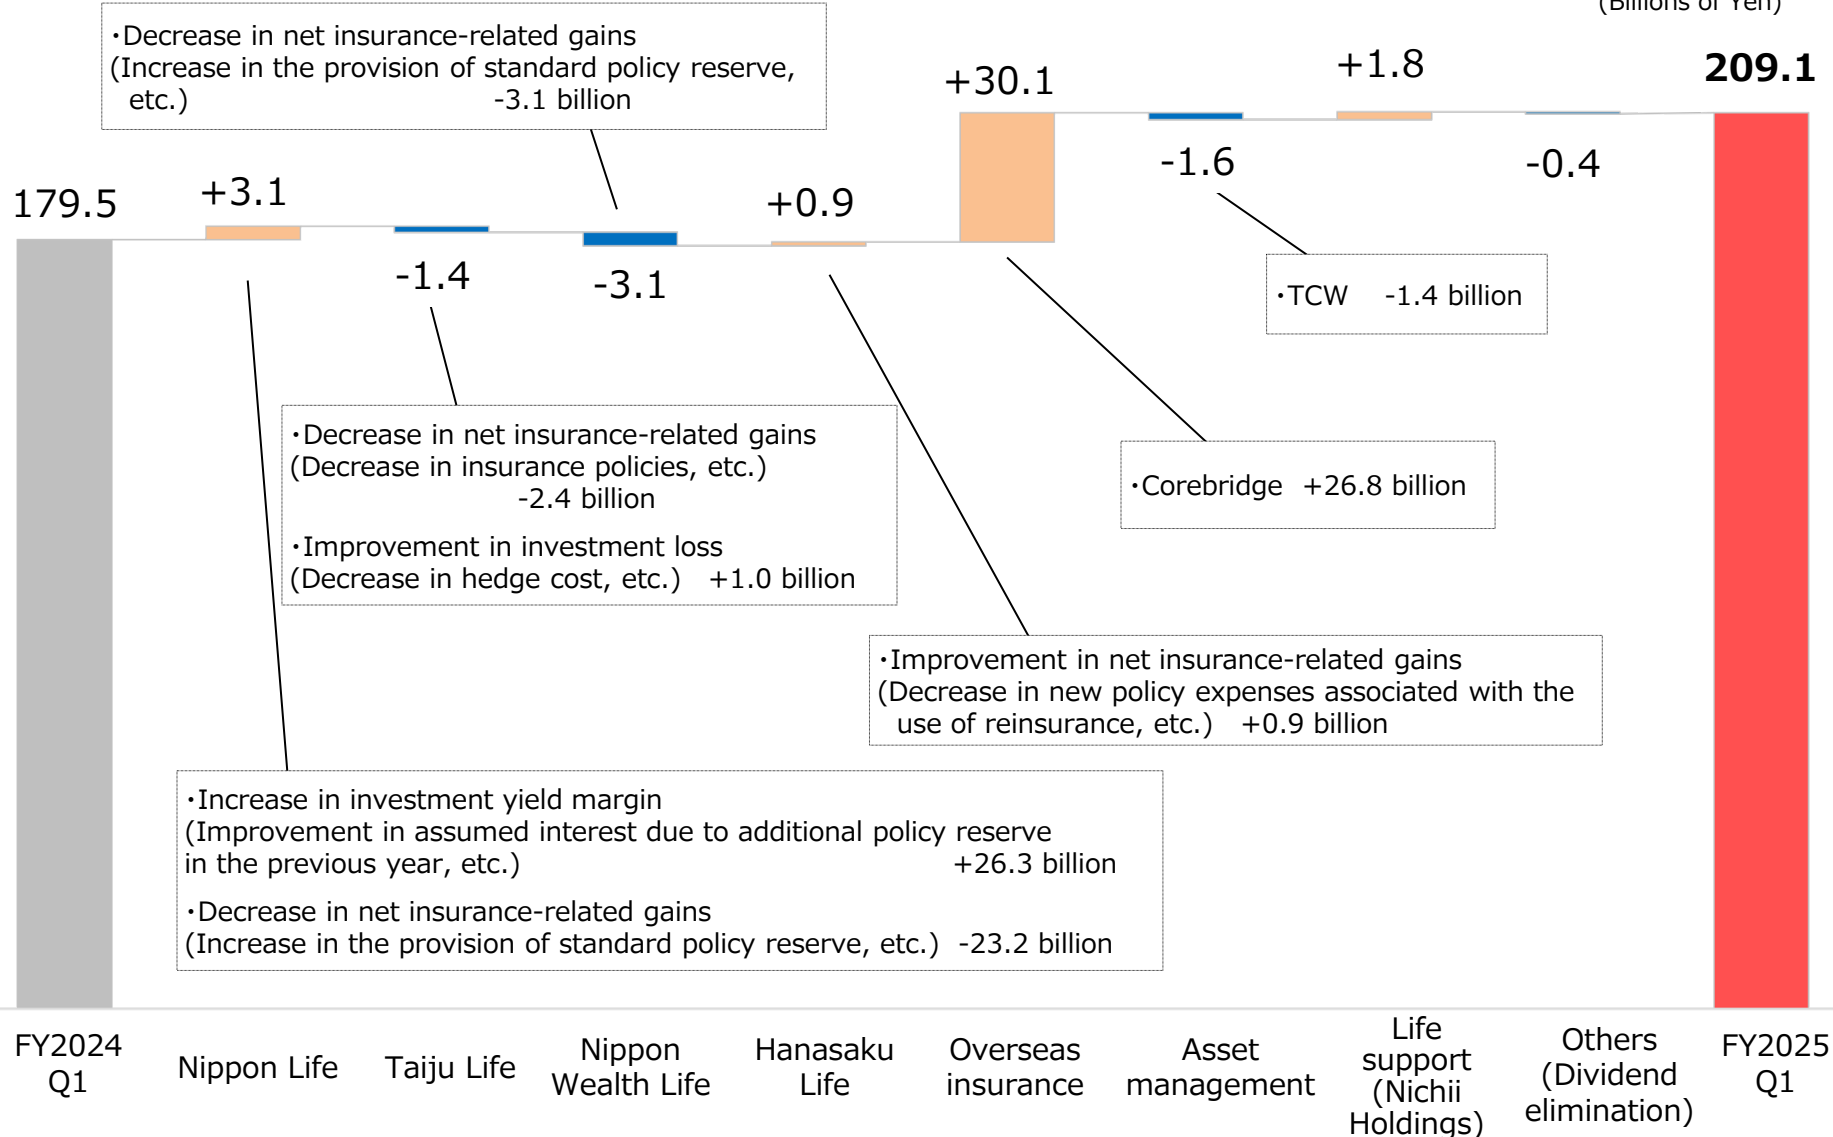 (Billions of Yen)
・Decrease in net insurance-related gains
(Increase in the provision of standard policy reserve,
etc.) -3.1 billion
179.5
+3.1
-1.4
-3.1
+0.9
+30.1
-1.6
+1.8
-0.4
209.1
・TCW -1.4 billion
・Decrease in net insurance-related gains
(Decrease in insurance policies, etc.)
-2.4 billion
・Improvement in investment loss
(Decrease in hedge cost, etc.) +1.0 billion
・Corebridge +26.8 billion
・Improvement in net insurance-related gains
(Decrease in new policy expenses associated with the
use of reinsurance, etc.) +0.9 billion
・Increase in investment yield margin
(Improvement in assumed interest due to additional policy reserve
in the previous year, etc.) +26.3 billion
・Decrease in net insurance-related gains
(Increase in the provision of standard policy reserve, etc.) -23.2 billion
FY2024
Q1
Nippon Life
Taiju Life
Nippon
Wealth Life
Hanasaku
Life
Overseas
insurance
Asset
management
Life
support
(Nichii
Holdings)
Others
(Dividend
elimination)
FY2025
Q1